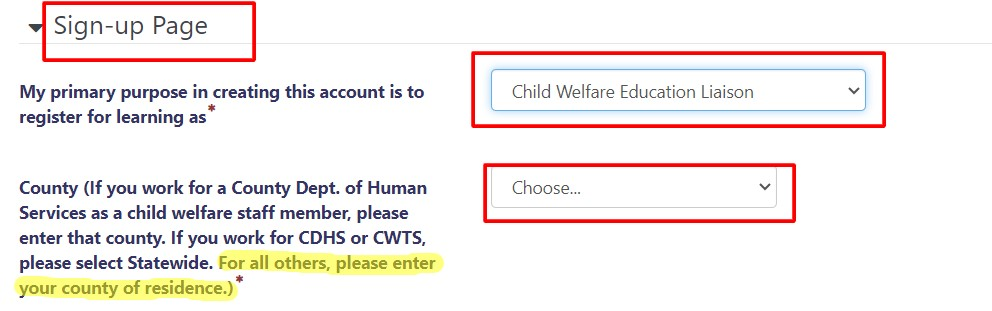 Sign-up Page
My primary purpose in creating this account is to
register for learning as*
Child Welfare Education Liaison
County (If you work for a County Dept. of Human
Services as a child welfare staff member, please
enter that county. If you work for CDHS or CWTS,
please select Statewide. For all others, please enter
your county of residence.)*
Choose...